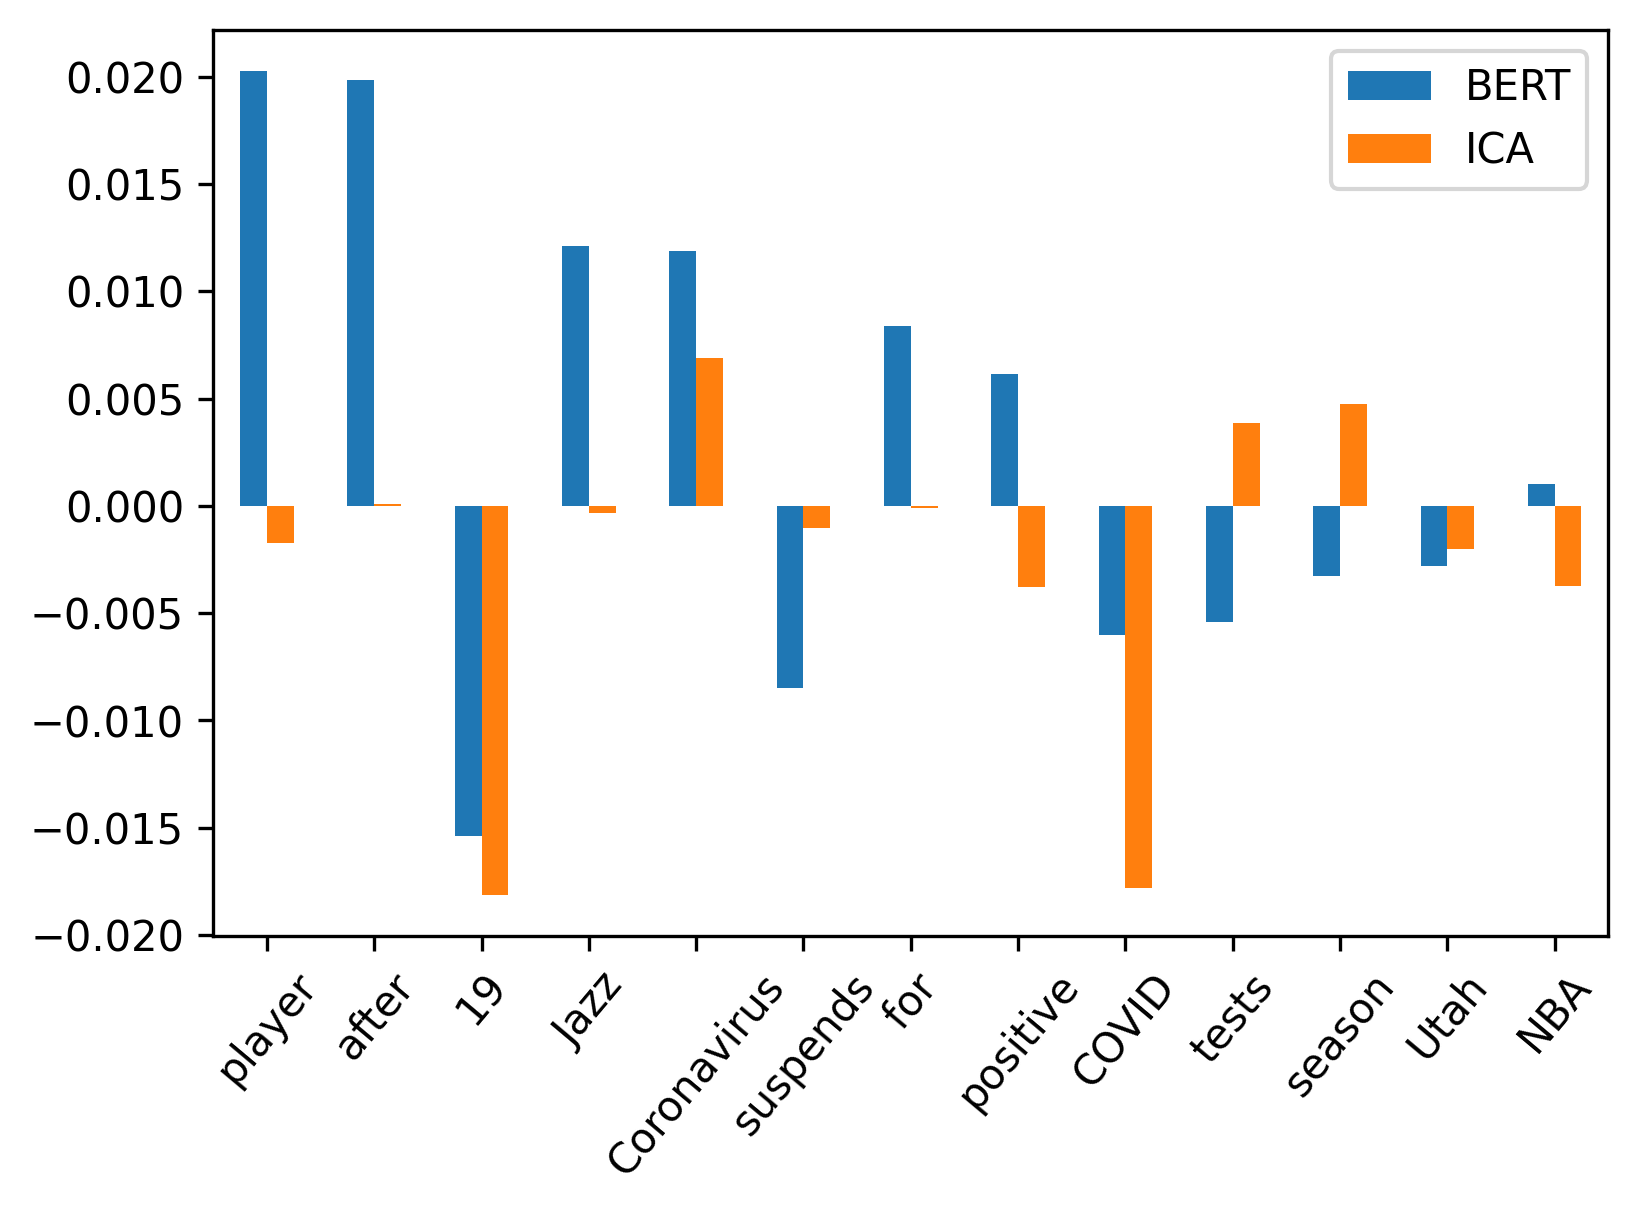 0.020
0.015
0.010
0.005
0.000
−0.005
−0.010
−0.015
−0.020
BERT
ICA
player
after
19
Jazz
Coronavirus
suspends
for
positive
COVID
tests
season
Utah
NBA